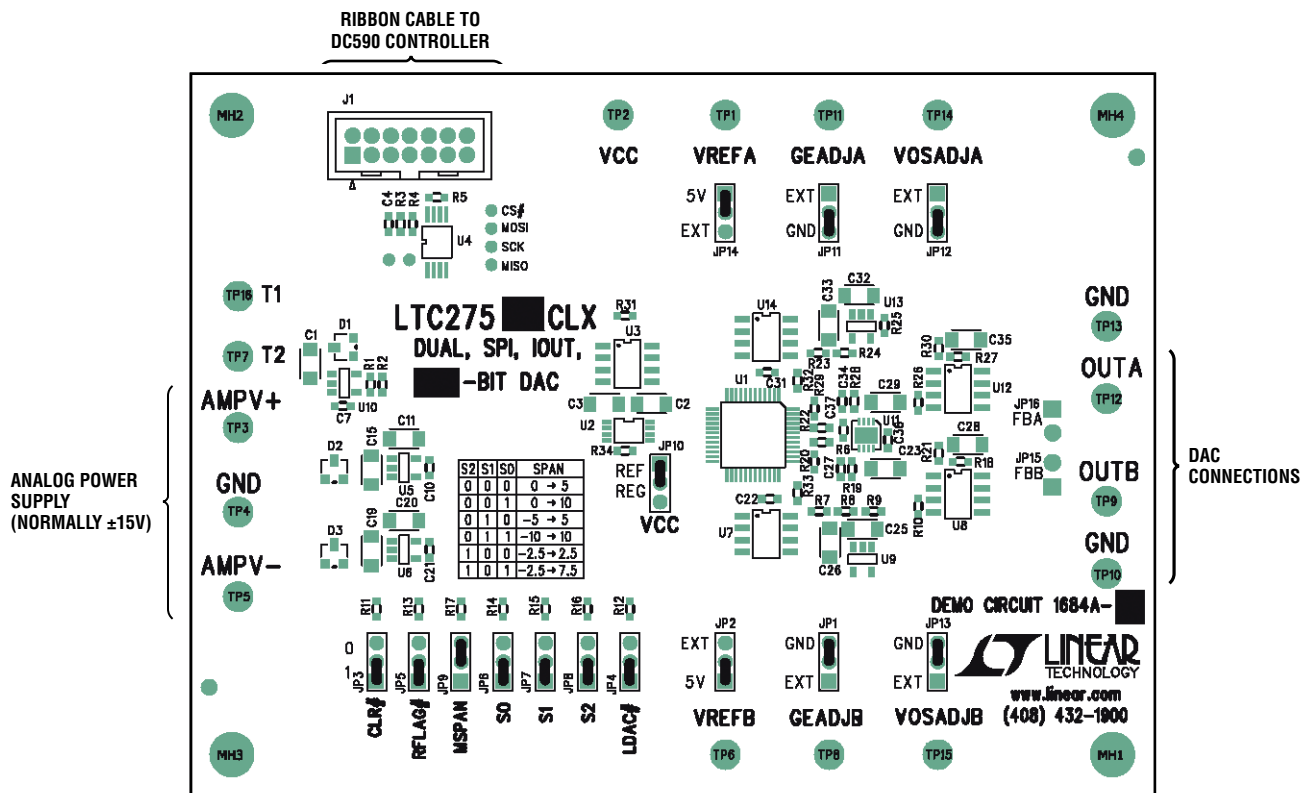 RIBBON CABLE TO
DC590 CONTROLLER
MH2
J1
TP2
VCC
TP1
VREFA
TP11
GEADJA
TP14
VOSADJA
MH4
5V
EXT
JP14
EXT
GND
JP11
EXT
GND
JP12
C4
R3
R4
R5
U4
CS#
MOSI
SCK
MISO
TP16 T1
TP7 T2
C1
D1
R1
R2
U10
C7
LTC275 CLX
DUAL, SPI, IOUT,
-BIT DAC
R31
U3
C3
C2
U2
R34
JP10
REF
REG
VCC
U14
C31
U1
C33
C32
U13
R25
R23
R24
R32
R29
C37
C34
R28
C29
R22
U11
C36
R6
R20
C27
R19
C23
R33
R30
C35
R27
R26
U12
R21
C28
R18
U8
R10
C22
U7
R7
R8
R9
C25
C26
U9
GND
TP13
OUTA
TP12
JP16
FBA
JP15
FBB
OUTB
TP9
GND
TP10
DAC
CONNECTIONS
ANALOG POWER
SUPPLY
(NORMALLY ±15V)
AMPV+
TP3
GND
TP4
AMPV-
TP5
D2
C15
C11
U5
C10
D3
C19
C20
U6
C21
S2 S1 S0 SPAN
0 0 0 0 → 5
0 0 1 0 → 10
0 1 0 -5 → 5
0 1 1 -10 → 10
1 0 0 -2.5 → 2.5
1 0 1 -2.5 → 7.5
R11
R13
R17
R14
R15
R16
R12
0
1
JP3
JP5
JP9
JP6
JP7
JP8
JP4
CLR#
RFLAG#
MSPAN
S0
S1
S2
LDAC#
JP2
EXT
5V
VREFB
TP6
JP1
GND
EXT
GEADJB
TP8
JP13
GND
EXT
VOSADJB
TP15
DEMO CIRCUIT 1684A-
LINEAR
TECHNOLOGY
www.linear.com
(408) 432-1900
MH3
MH1